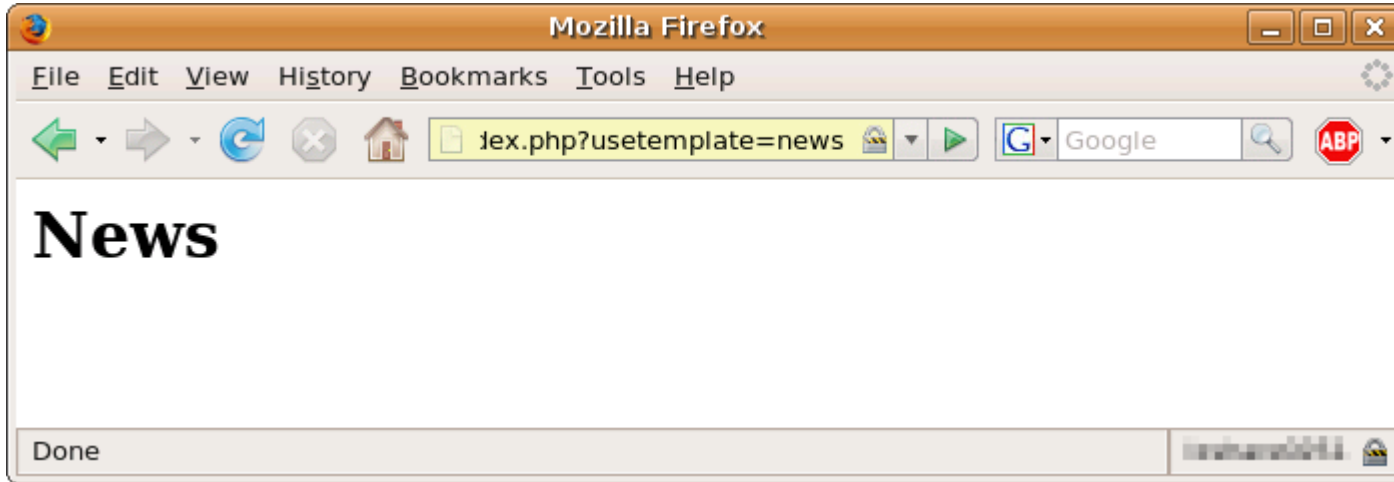 Mozilla Firefox
File Edit View History Bookmarks Tools Help
dex.php?usetemplate=news G Google ABP
News
Done